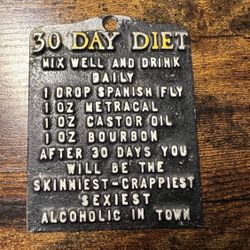 30 DAY DIET
MIX WELL AND DRINK
DAILY
1 DROP SPANISH FLY
1 OZ METRACAL
1 OZ CASTOR OIL
1 OZ BOURBON
AFTER 30 DAYS YOU
WILL BE THE
SKINNIEST-CRAPPIEST
SEXIEST
ALCOHOLIC IN TOWN